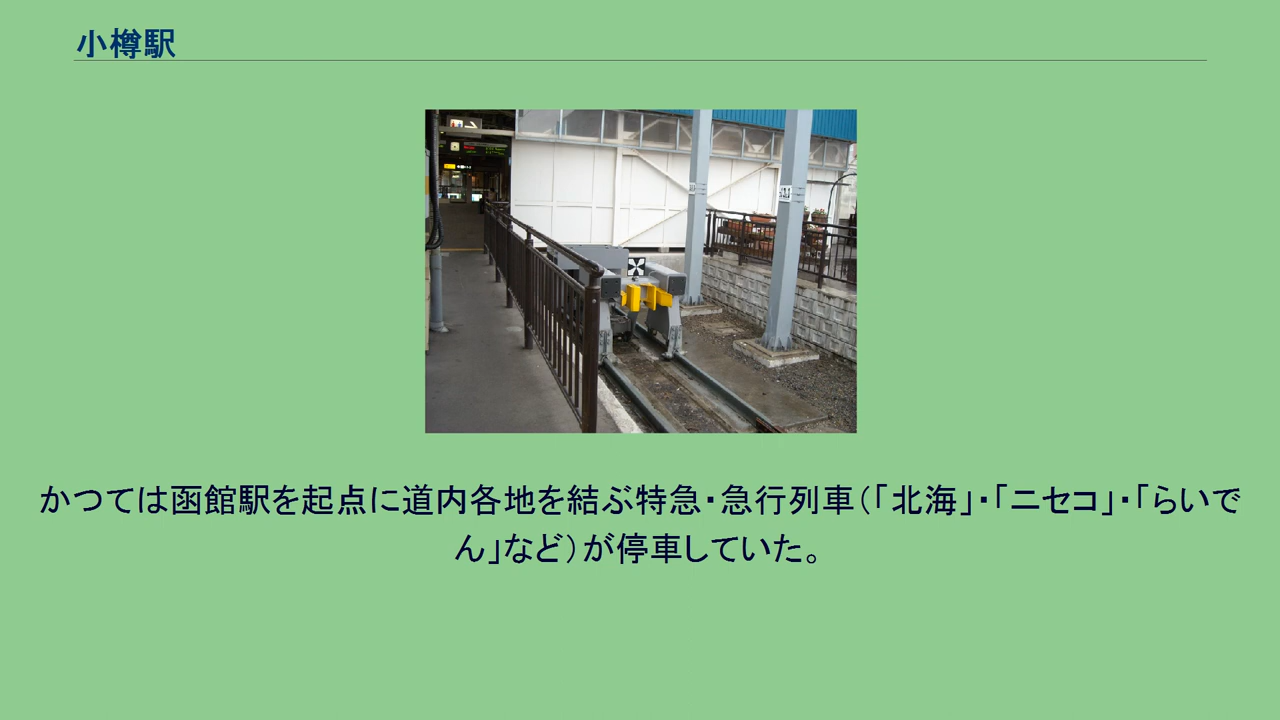 小樽駅
かつては函館駅を起点に道内各地を結ぶ特急・急行列車（「北海」・「ニセコ」・「らいで
ん」など）が停車していた。